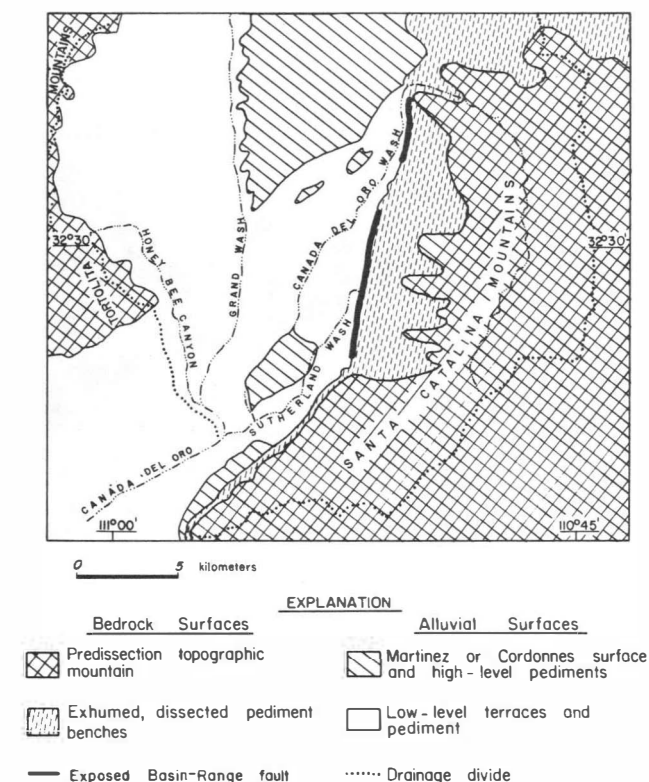 MOUNTAINS
CANADA DEL ORO WASH
32°30'
32°30'
HONEY BEE CANYON
GRAND WASH
TORTOLITA
SANTA CATALINA MOUNTAINS
SUTHERLAND WASH
CANADA DEL ORO
111°00'
110°45'
0 5 kilometers
EXPLANATION
Bedrock Surfaces
Alluvial Surfaces
Predissection topographic
mountain
Martinez or Cordonnes surface
and high-level pediments
Exhumed, dissected pediment
benches
Low-level terraces and
pediment
Exposed Basin-Range fault
Drainage divide